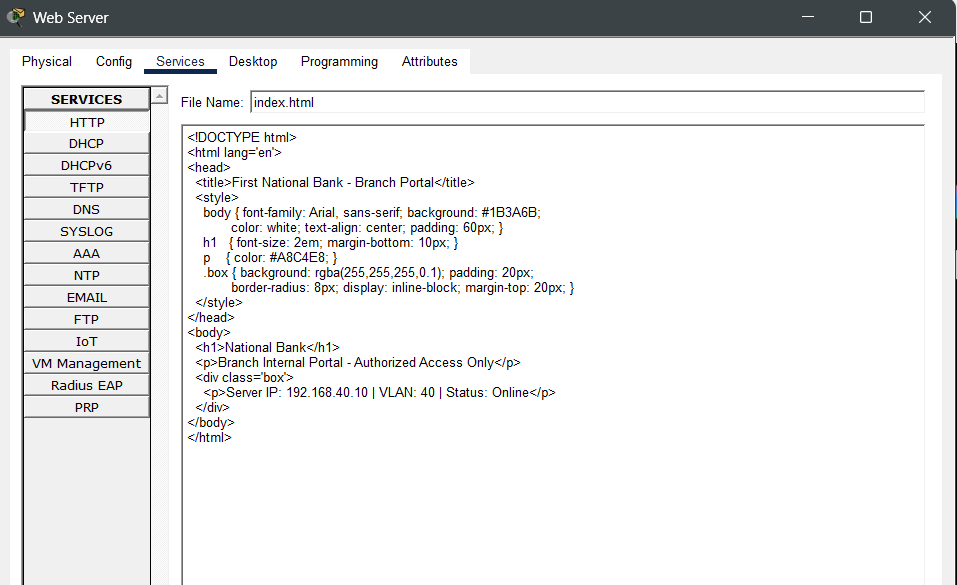 Web Server
Physical Config Services Desktop Programming Attributes
SERVICES
HTTP
DHCP
DHCPv6
TFTP
DNS
SYSLOG
AAA
NTP
EMAIL
FTP
IoT
VM Management
Radius EAP
PRP
File Name: index.html
<!DOCTYPE html>
<html lang='en'>
<head>
  <title>First National Bank - Branch Portal</title>
  <style>
    body { font-family: Arial, sans-serif; background: #1B3A6B;
           color: white; text-align: center; padding: 60px; }
    h1   { font-size: 2em; margin-bottom: 10px; }
    p    { color: #A8C4E8; }
    .box { background: rgba(255,255,255,0.1); padding: 20px;
           border-radius: 8px; display: inline-block; margin-top: 20px; }
  </style>
</head>
<body>
  <h1>National Bank</h1>
  <p>Branch Internal Portal - Authorized Access Only</p>
  <div class='box'>
    <p>Server IP: 192.168.40.10 | VLAN: 40 | Status: Online</p>
  </div>
</body>
</html>